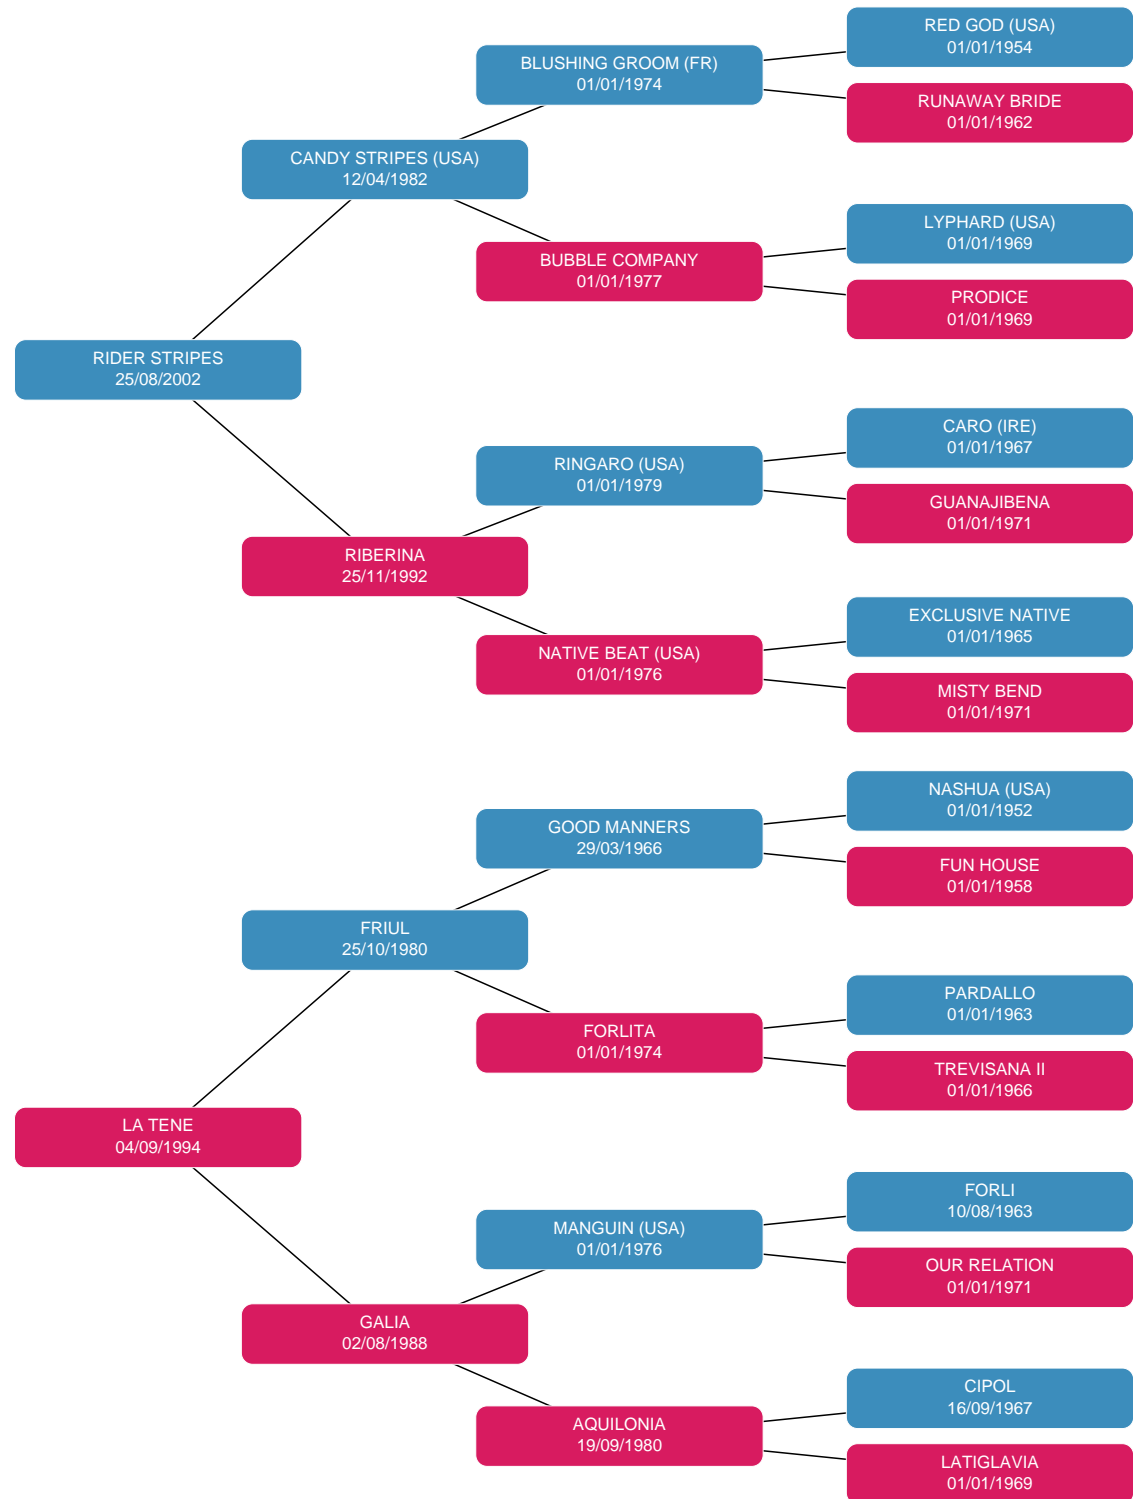 RED GOD (USA)
01/01/1954
BLUSHING GROOM (FR)
01/01/1974
RUNAWAY BRIDE
01/01/1962
CANDY STRIPES (USA)
12/04/1982
LYPHARD (USA)
01/01/1969
BUBBLE COMPANY
01/01/1977
PRODICE
01/01/1969
RIDER STRIPES
25/08/2002
CARO (IRE)
01/01/1967
RINGARO (USA)
01/01/1979
GUANAJIBENA
01/01/1971
RIBERINA
25/11/1992
EXCLUSIVE NATIVE
01/01/1965
NATIVE BEAT (USA)
01/01/1976
MISTY BEND
01/01/1971
NASHUA (USA)
01/01/1952
GOOD MANNERS
29/03/1966
FUN HOUSE
01/01/1958
FRIUL
25/10/1980
PARDALLO
01/01/1963
FORLITA
01/01/1974
TREVISANA II
01/01/1966
LA TENE
04/09/1994
FORLI
10/08/1963
MANGUIN (USA)
01/01/1976
OUR RELATION
01/01/1971
GALIA
02/08/1988
CIPOL
16/09/1967
AQUILONIA
19/09/1980
LATIGLAVIA
01/01/1969